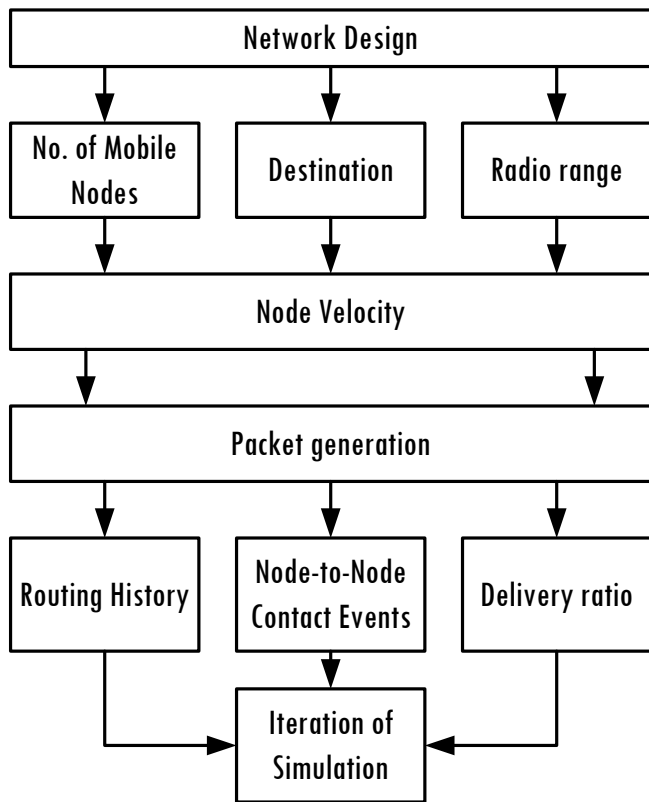 Network Design
No. of Mobile
Nodes
Destination
Radio range
Node Velocity
Packet generation
Routing History
Node-to-Node
Contact Events
Delivery ratio
Iteration of
Simulation